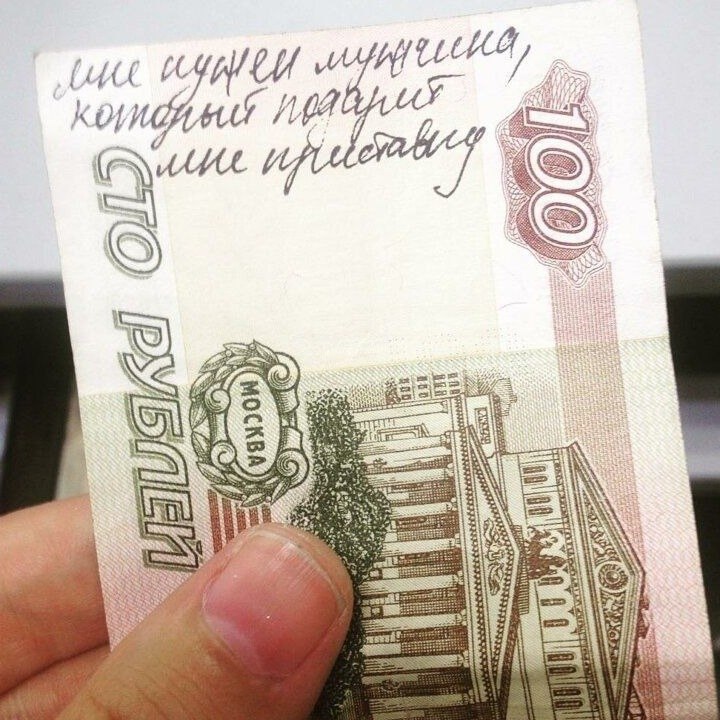 мне нужен мужчина,
который подарит
мне приставку
100
СТО РУБЛЕЙ
МОСКВА